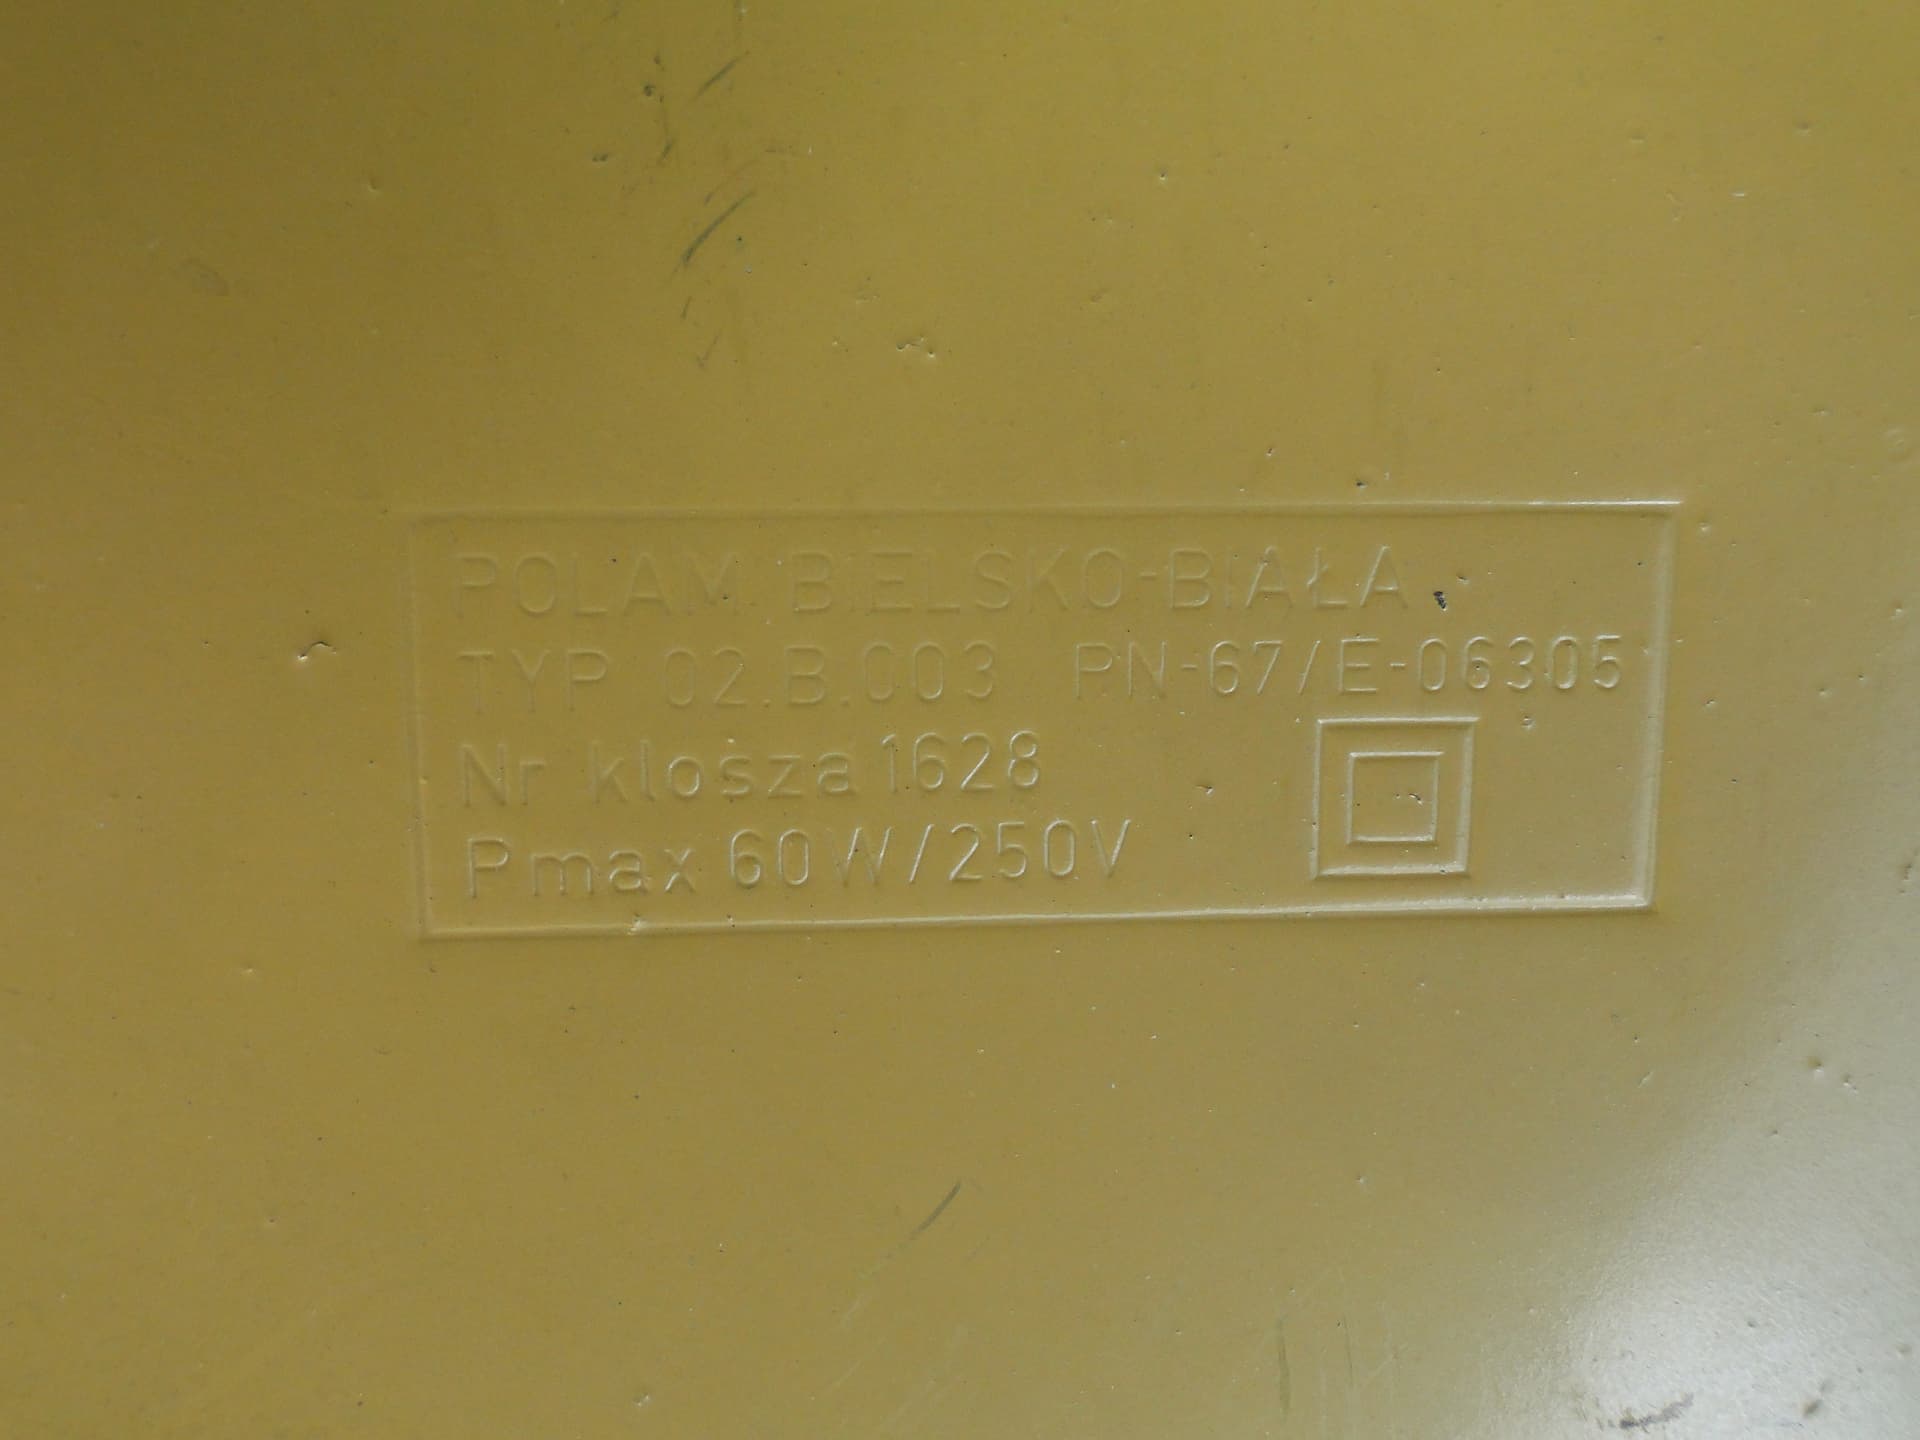 POLAM BIELSKO-BIAŁA
TYP 02.B.003 PN-67/E-06305
Nr klosza 1628
Pmax 60W/250V